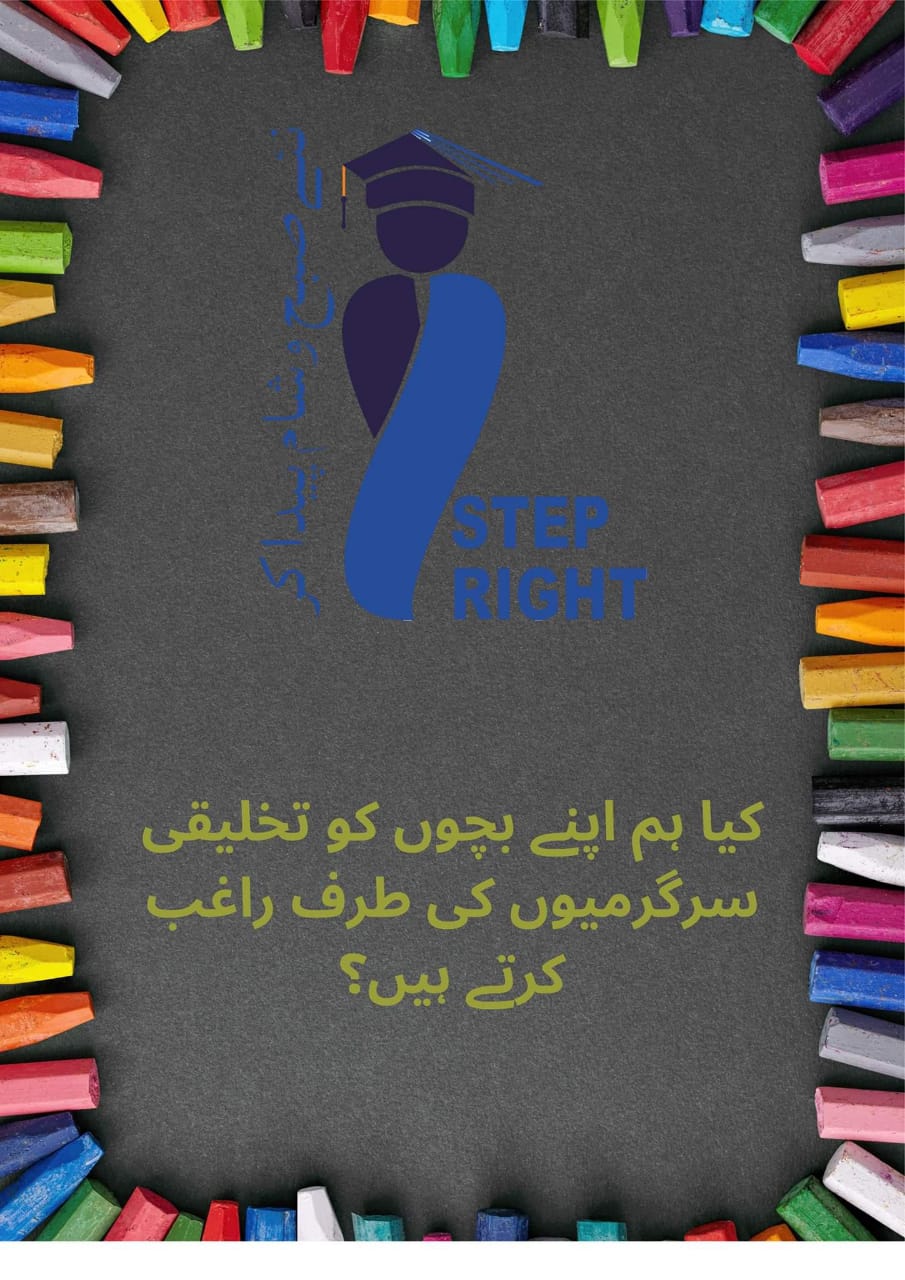 نئے صبح و شام پیدا کر
STEP
RIGHT
کیا ہم اپنے بچوں کو تخلیقی
سرگرمیوں کی طرف راغب
کرتے ہیں؟